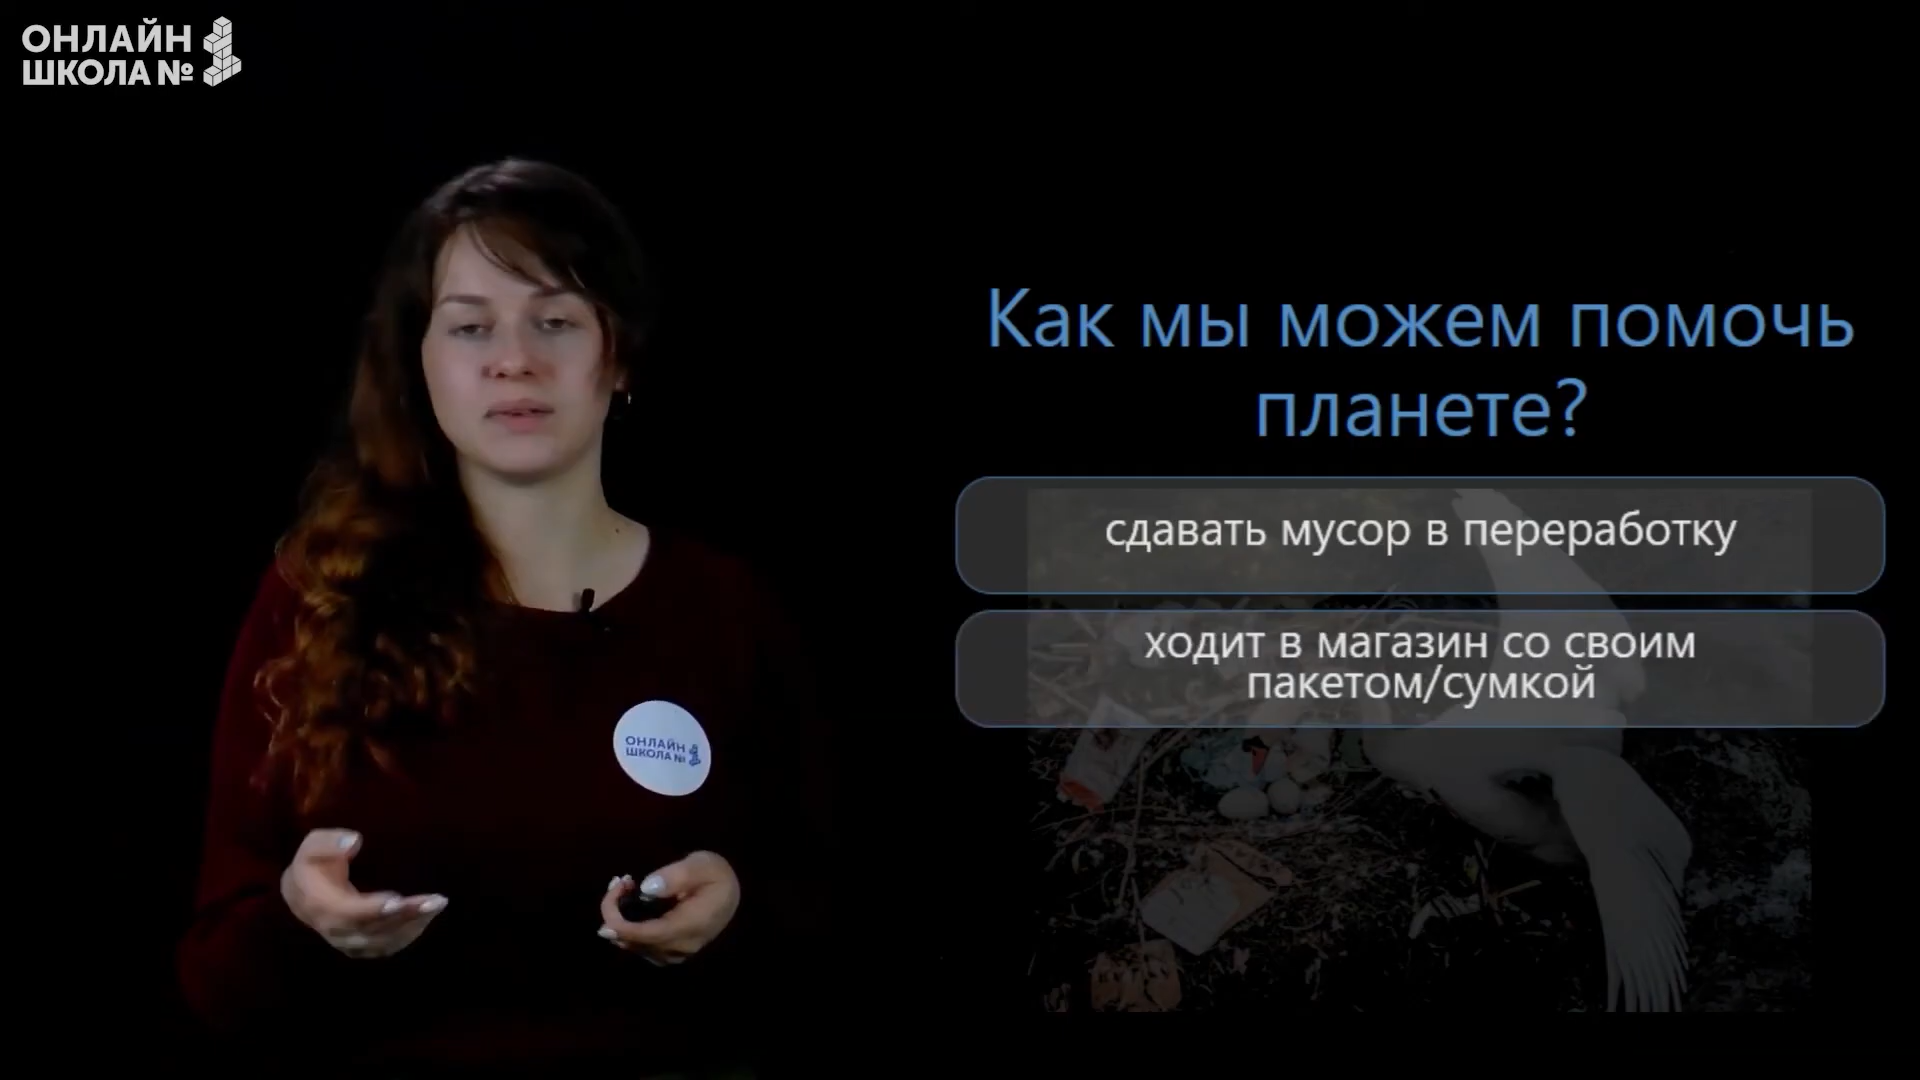 ОНЛАЙН
ШКОЛА №
Как мы можем помочь
планете?
сдавать мусор в переработку
ходит в магазин со своим
пакетом/сумкой
ОНЛАЙН
ШКОЛА №